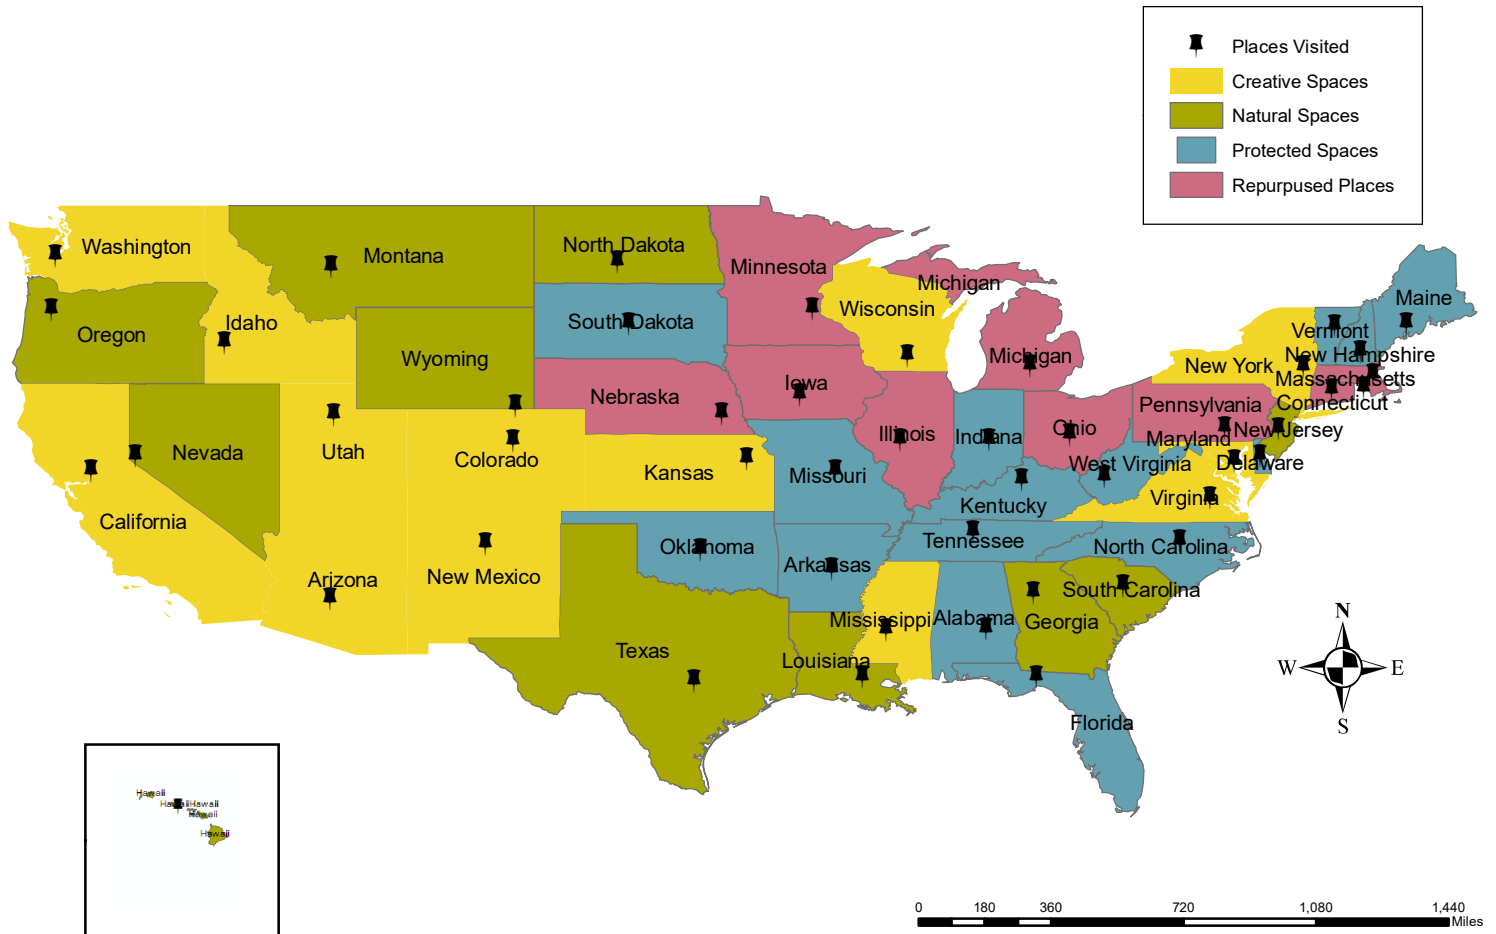 Places Visited
Creative Spaces
Natural Spaces
Protected Spaces
Repurpused Places
Washington
Montana
North Dakota
Minnesota
Michigan
Maine
Oregon
Idaho
South Dakota
Wisconsin
Vermont
Wyoming
Michigan
New York
New Hampshire
Massachusetts
Nebraska
Iowa
Pennsylvania
Connecticut
Nevada
Utah
Colorado
Kansas
Illinois
Indiana
Ohio
Maryland
New Jersey
Missouri
West Virginia
Delaware
California
Kentucky
Virginia
Arizona
New Mexico
Oklahoma
Arkansas
Tennessee
North Carolina
South Carolina
Mississippi
Alabama
Georgia
Texas
Louisiana
Florida
N
W
E
S
Hawaii
Hawaii
Hawaii
Hawaii
Hawaii
0 180 360 720 1,080 1,440
Miles